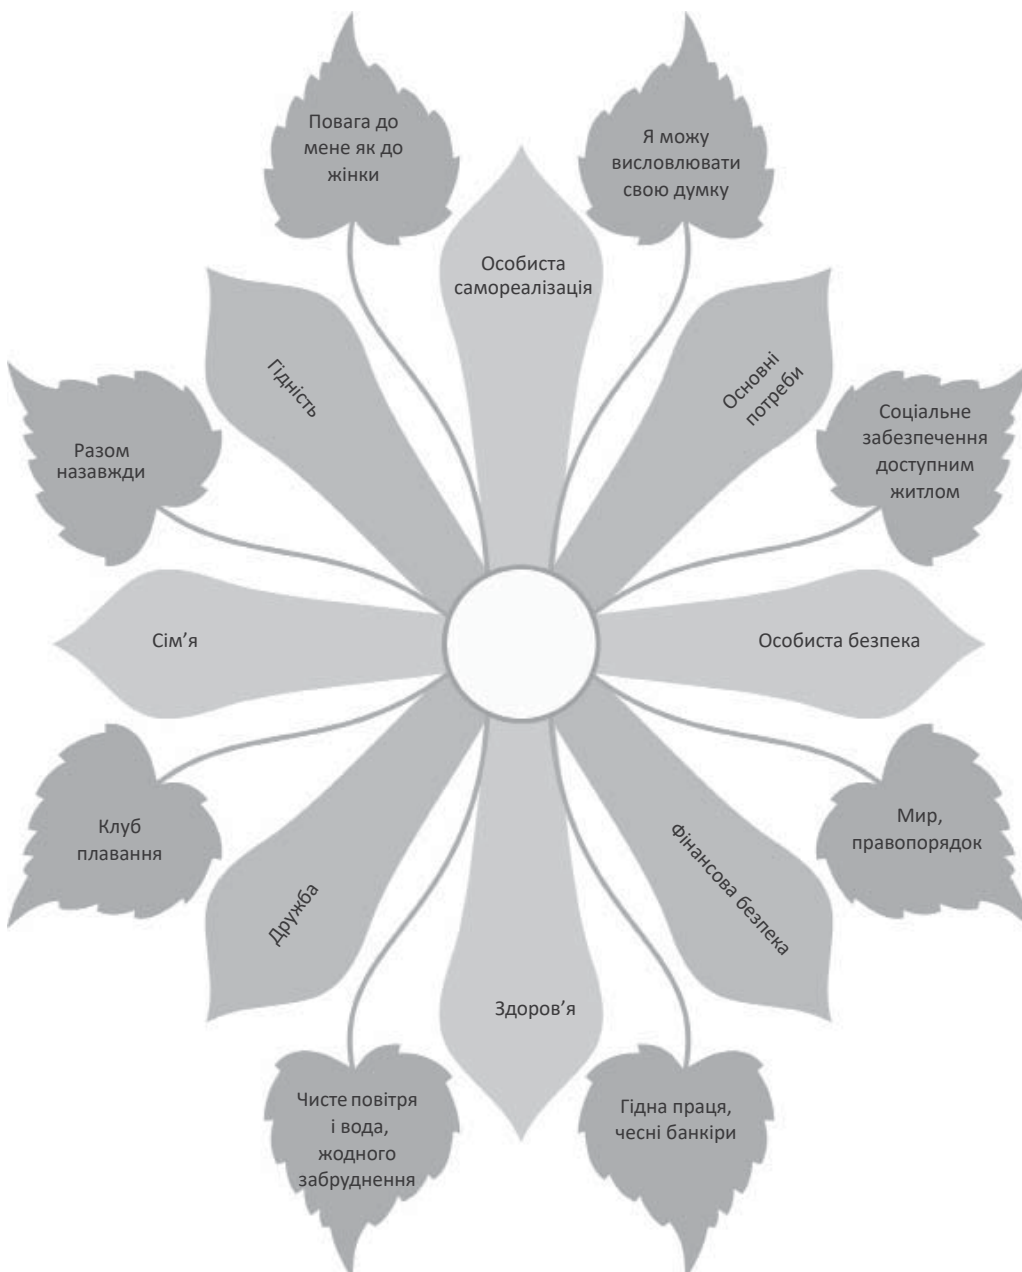 Повага до
мене як до
жінки
Я можу
висловлювати
свою думку
Особиста
самореалізація
Гідність
Основні
потреби
Разом
назавжди
Соціальне
забезпечення
доступним
житлом
Сім’я
Особиста безпека
Клуб
плавання
Мир,
правопорядок
Дружба
Фінансова безпека
Здоров’я
Чисте повітря
і вода,
жодного
забруднення
Гідна праця,
чесні банкіри